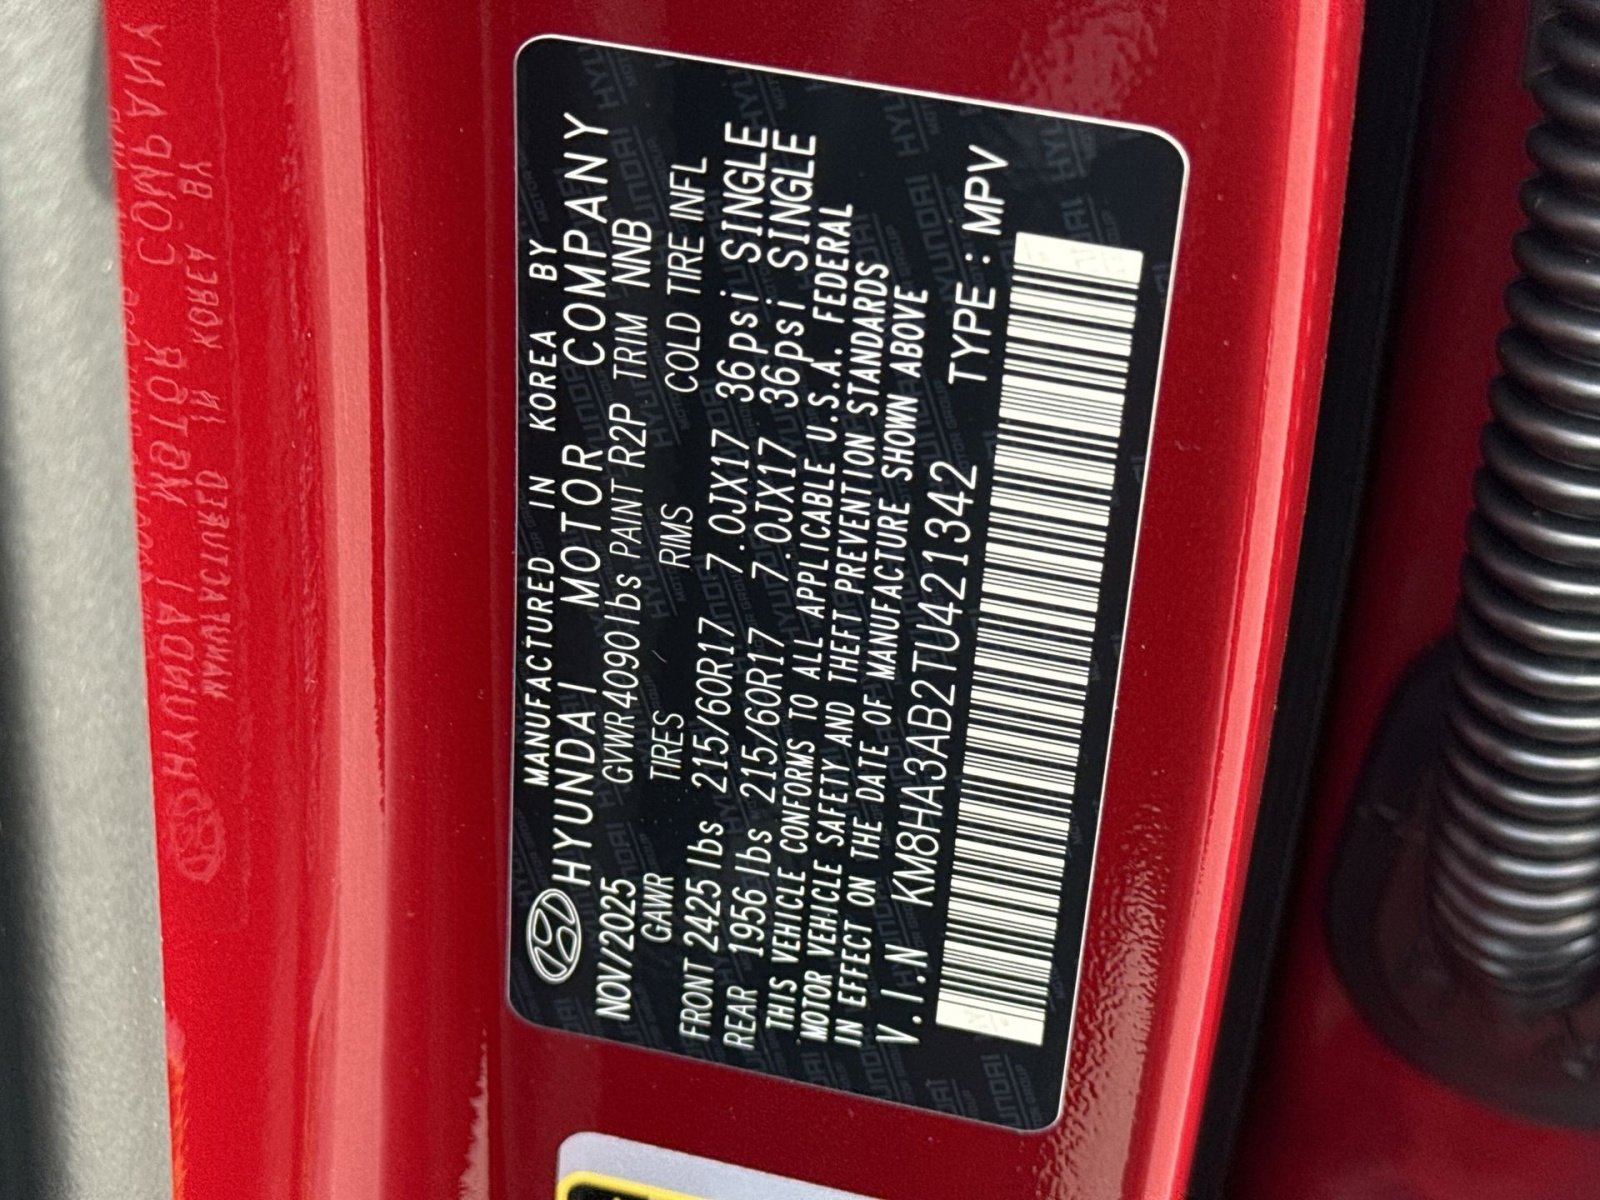 MANUFACTURED IN KOREA BY
HYUNDAI MOTOR COMPANY
NOV/2025 GVWR4090lbs PAINT R2P TRIM NNB
GAWR TIRES RIMS COLD TIRE INFL
FRONT 2425 lbs 215/60R17 7.0JX17 36psi SINGLE
REAR 1956 lbs 215/60R17 7.0JX17 36psi SINGLE
THIS VEHICLE CONFORMS TO ALL APPLICABLE U.S.A. FEDERAL
MOTOR VEHICLE SAFETY AND THEFT PREVENTION STANDARDS
IN EFFECT ON THE DATE OF MANUFACTURE SHOWN ABOVE
V.I.N KM8HA3AB2TU421342 TYPE : MPV